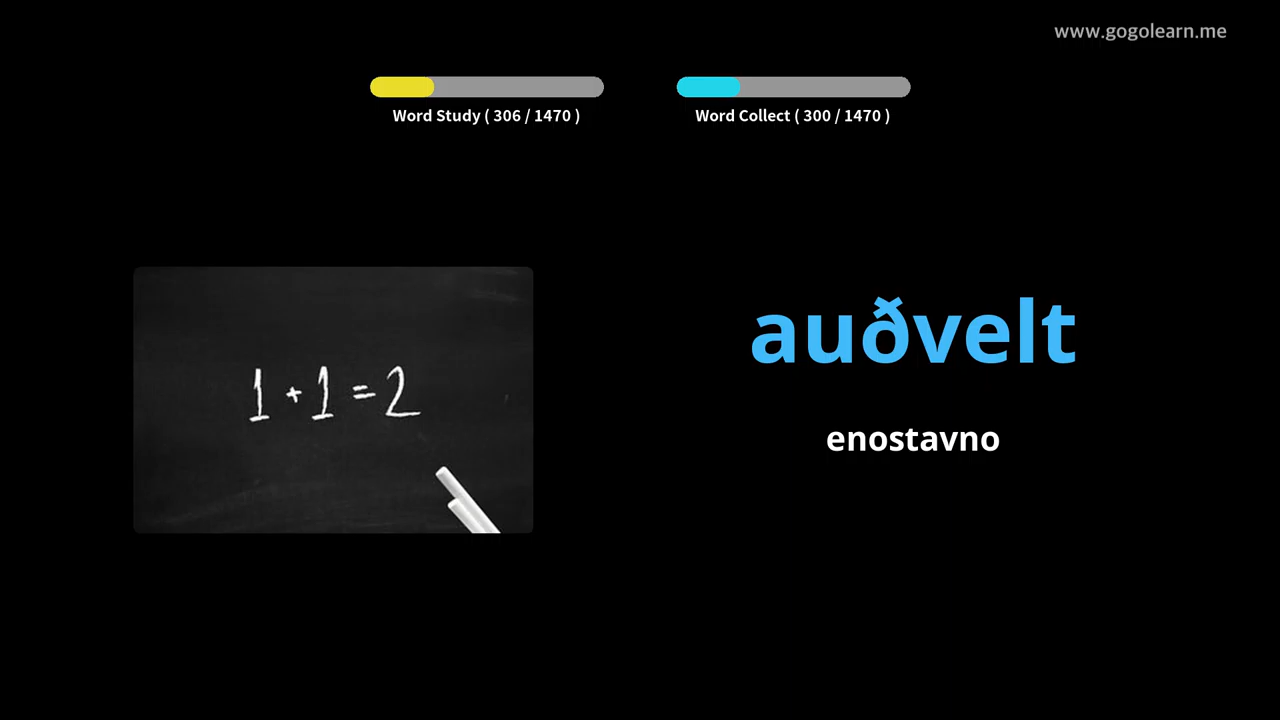 www.gogolearn.me
Word Study ( 306 / 1470 )
Word Collect ( 300 / 1470 )
1 + 1 = 2
auðvelt
enostavno